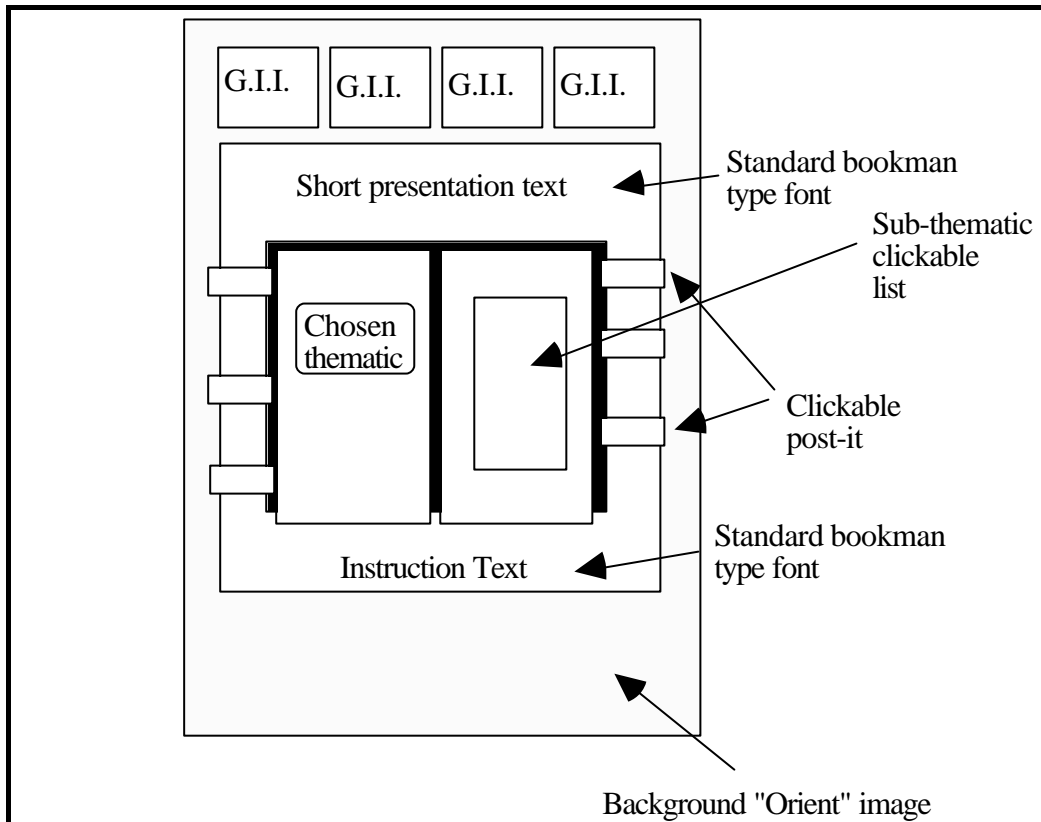 G.I.I. G.I.I. G.I.I. G.I.I.
Short presentation text
Standard bookman
type font
Sub-thematic
clickable
list
Chosen
thematic
Clickable
post-it
Standard bookman
type font
Instruction Text
Background "Orient" image